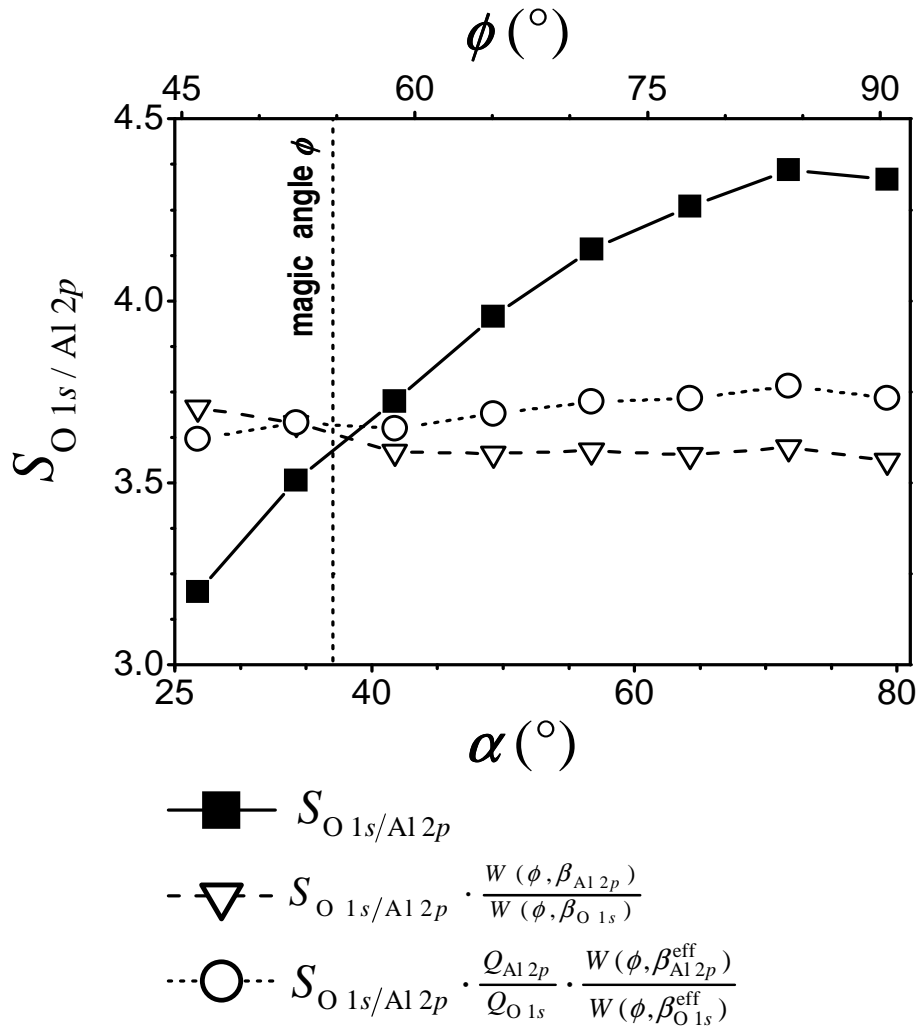 ϕ (°)
45 60 75 90
4.5
4.0
3.5
3.0
S O 1s / Al 2p
magic angle ϕ
25 40 60 80
α (°)
S O 1s/Al 2p
S O 1s/Al 2p · W (ϕ, β Al 2p) / W (ϕ, β O 1s)
S O 1s/Al 2p · Q Al 2p / Q O 1s · W (ϕ, β eff Al 2p) / W (ϕ, β eff O 1s)